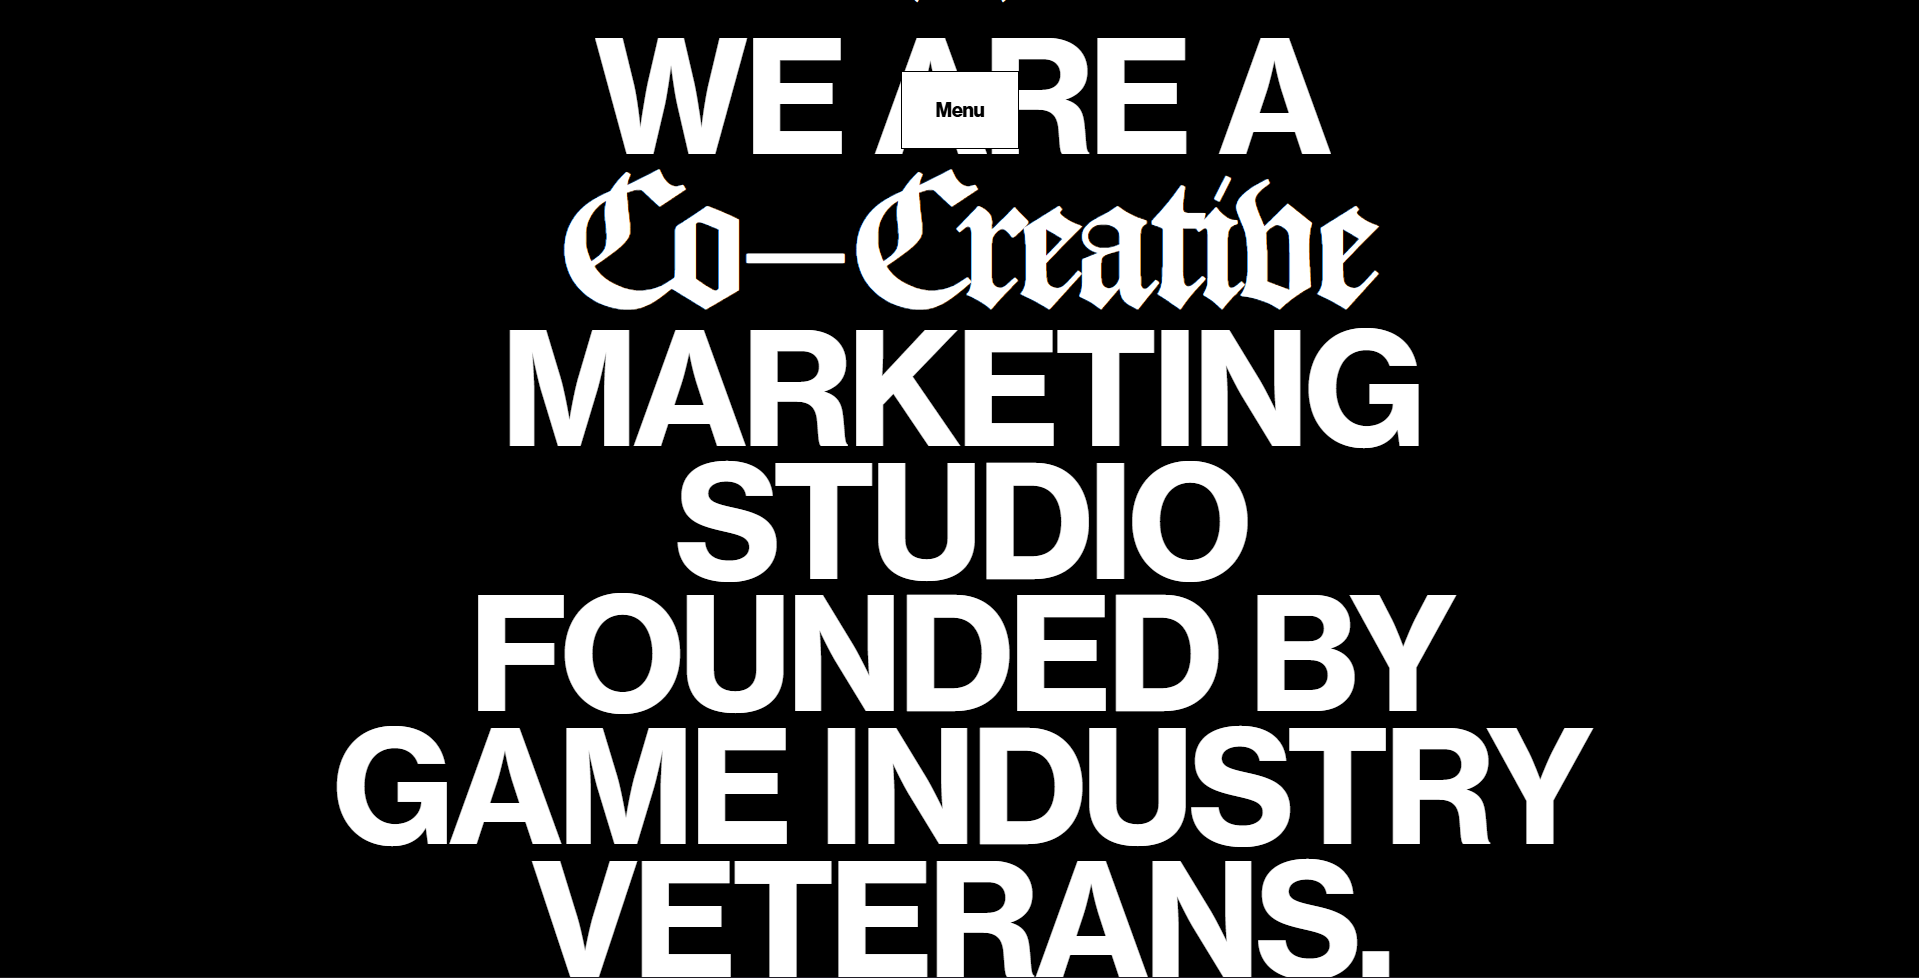 WE ARE A
Menu
Co—Creative
MARKETING
STUDIO
FOUNDED BY
GAME INDUSTRY
VETERANS.